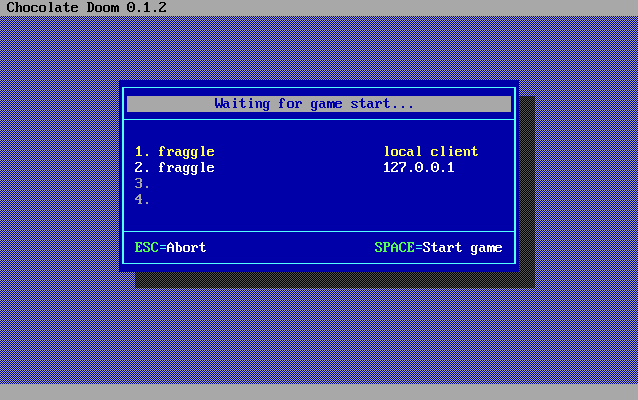 Chocolate Doom 0.1.2
Waiting for game start...
1. fraggle local client
2. fraggle 127.0.0.1
3.
4.
ESC=Abort SPACE=Start game